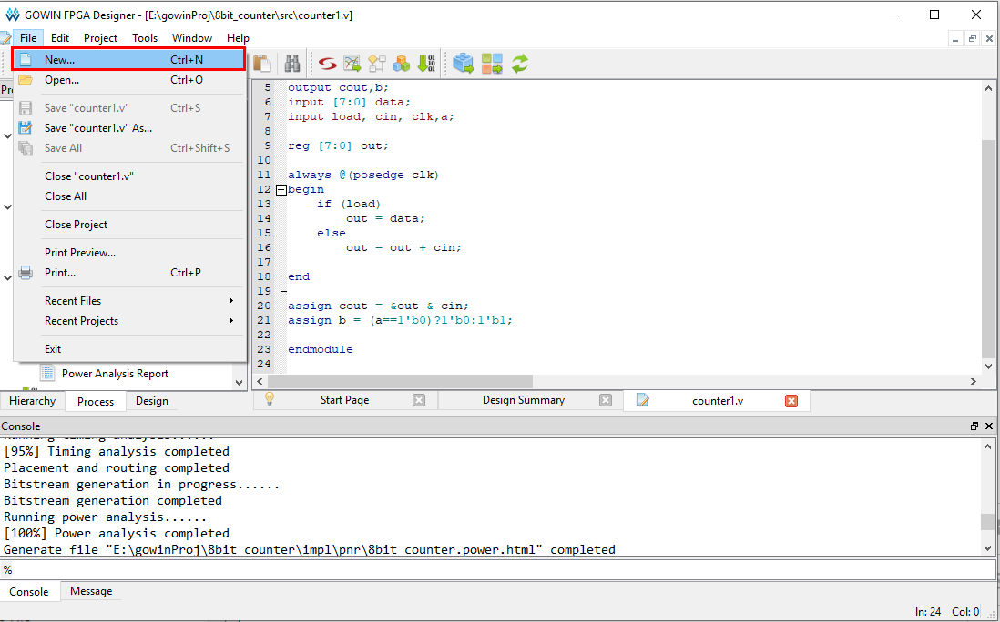 GOWIN FPGA Designer - [E:\gowinProj\8bit_counter\src\counter1.v]
File Edit Project Tools Window Help
New... Ctrl+N
Open... Ctrl+O
Save "counter1.v" Ctrl+S
Save "counter1.v" As...
Save All Ctrl+Shift+S
Close "counter1.v"
Close All
Close Project
Print Preview...
Print... Ctrl+P
Recent Files
Recent Projects
Exit
Power Analysis Report
5 output cout,b;
6 input [7:0] data;
7 input load, cin, clk,a;
8
9 reg [7:0] out;
10
11 always @(posedge clk)
12 begin
13 if (load)
14 out = data;
15 else
16 out = out + cin;
17
18 end
19
20 assign cout = &out & cin;
21 assign b = (a==1'b0)?1'b0:1'b1;
22
23 endmodule
24
Hierarchy Process Design
Start Page Design Summary counter1.v
Console
[95%] Timing analysis completed
Placement and routing completed
Bitstream generation in progress......
Bitstream generation completed
Running power analysis......
[100%] Power analysis completed
Generate file "E:\gowinProj\8bit_counter\impl\pnr\8bit_counter.power.html" completed
%
Console Message
ln: 24 Col: 0